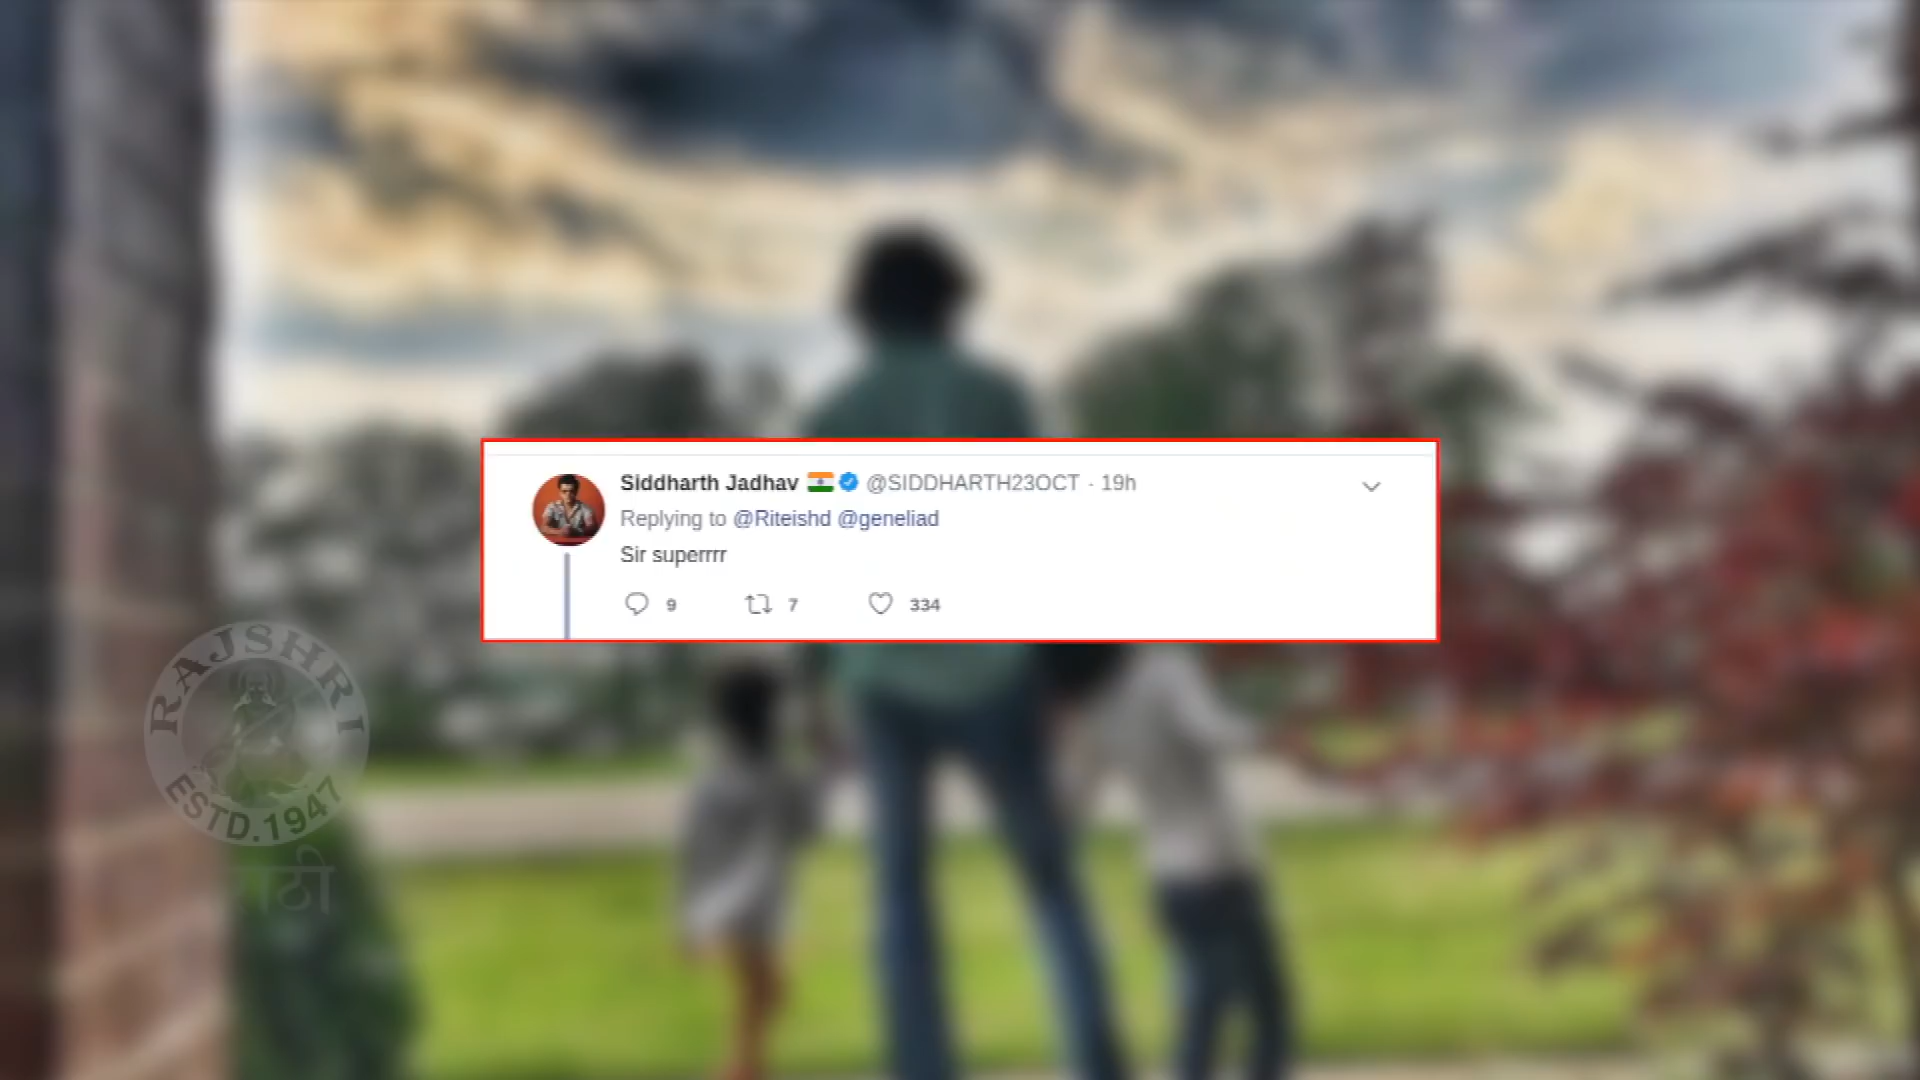 Siddharth Jadhav @SIDDHARTH23OCT · 19h
Replying to @Riteishd @geneliad
Sir superrrr
9 7 334
RAJSHRI
ESTD.1947